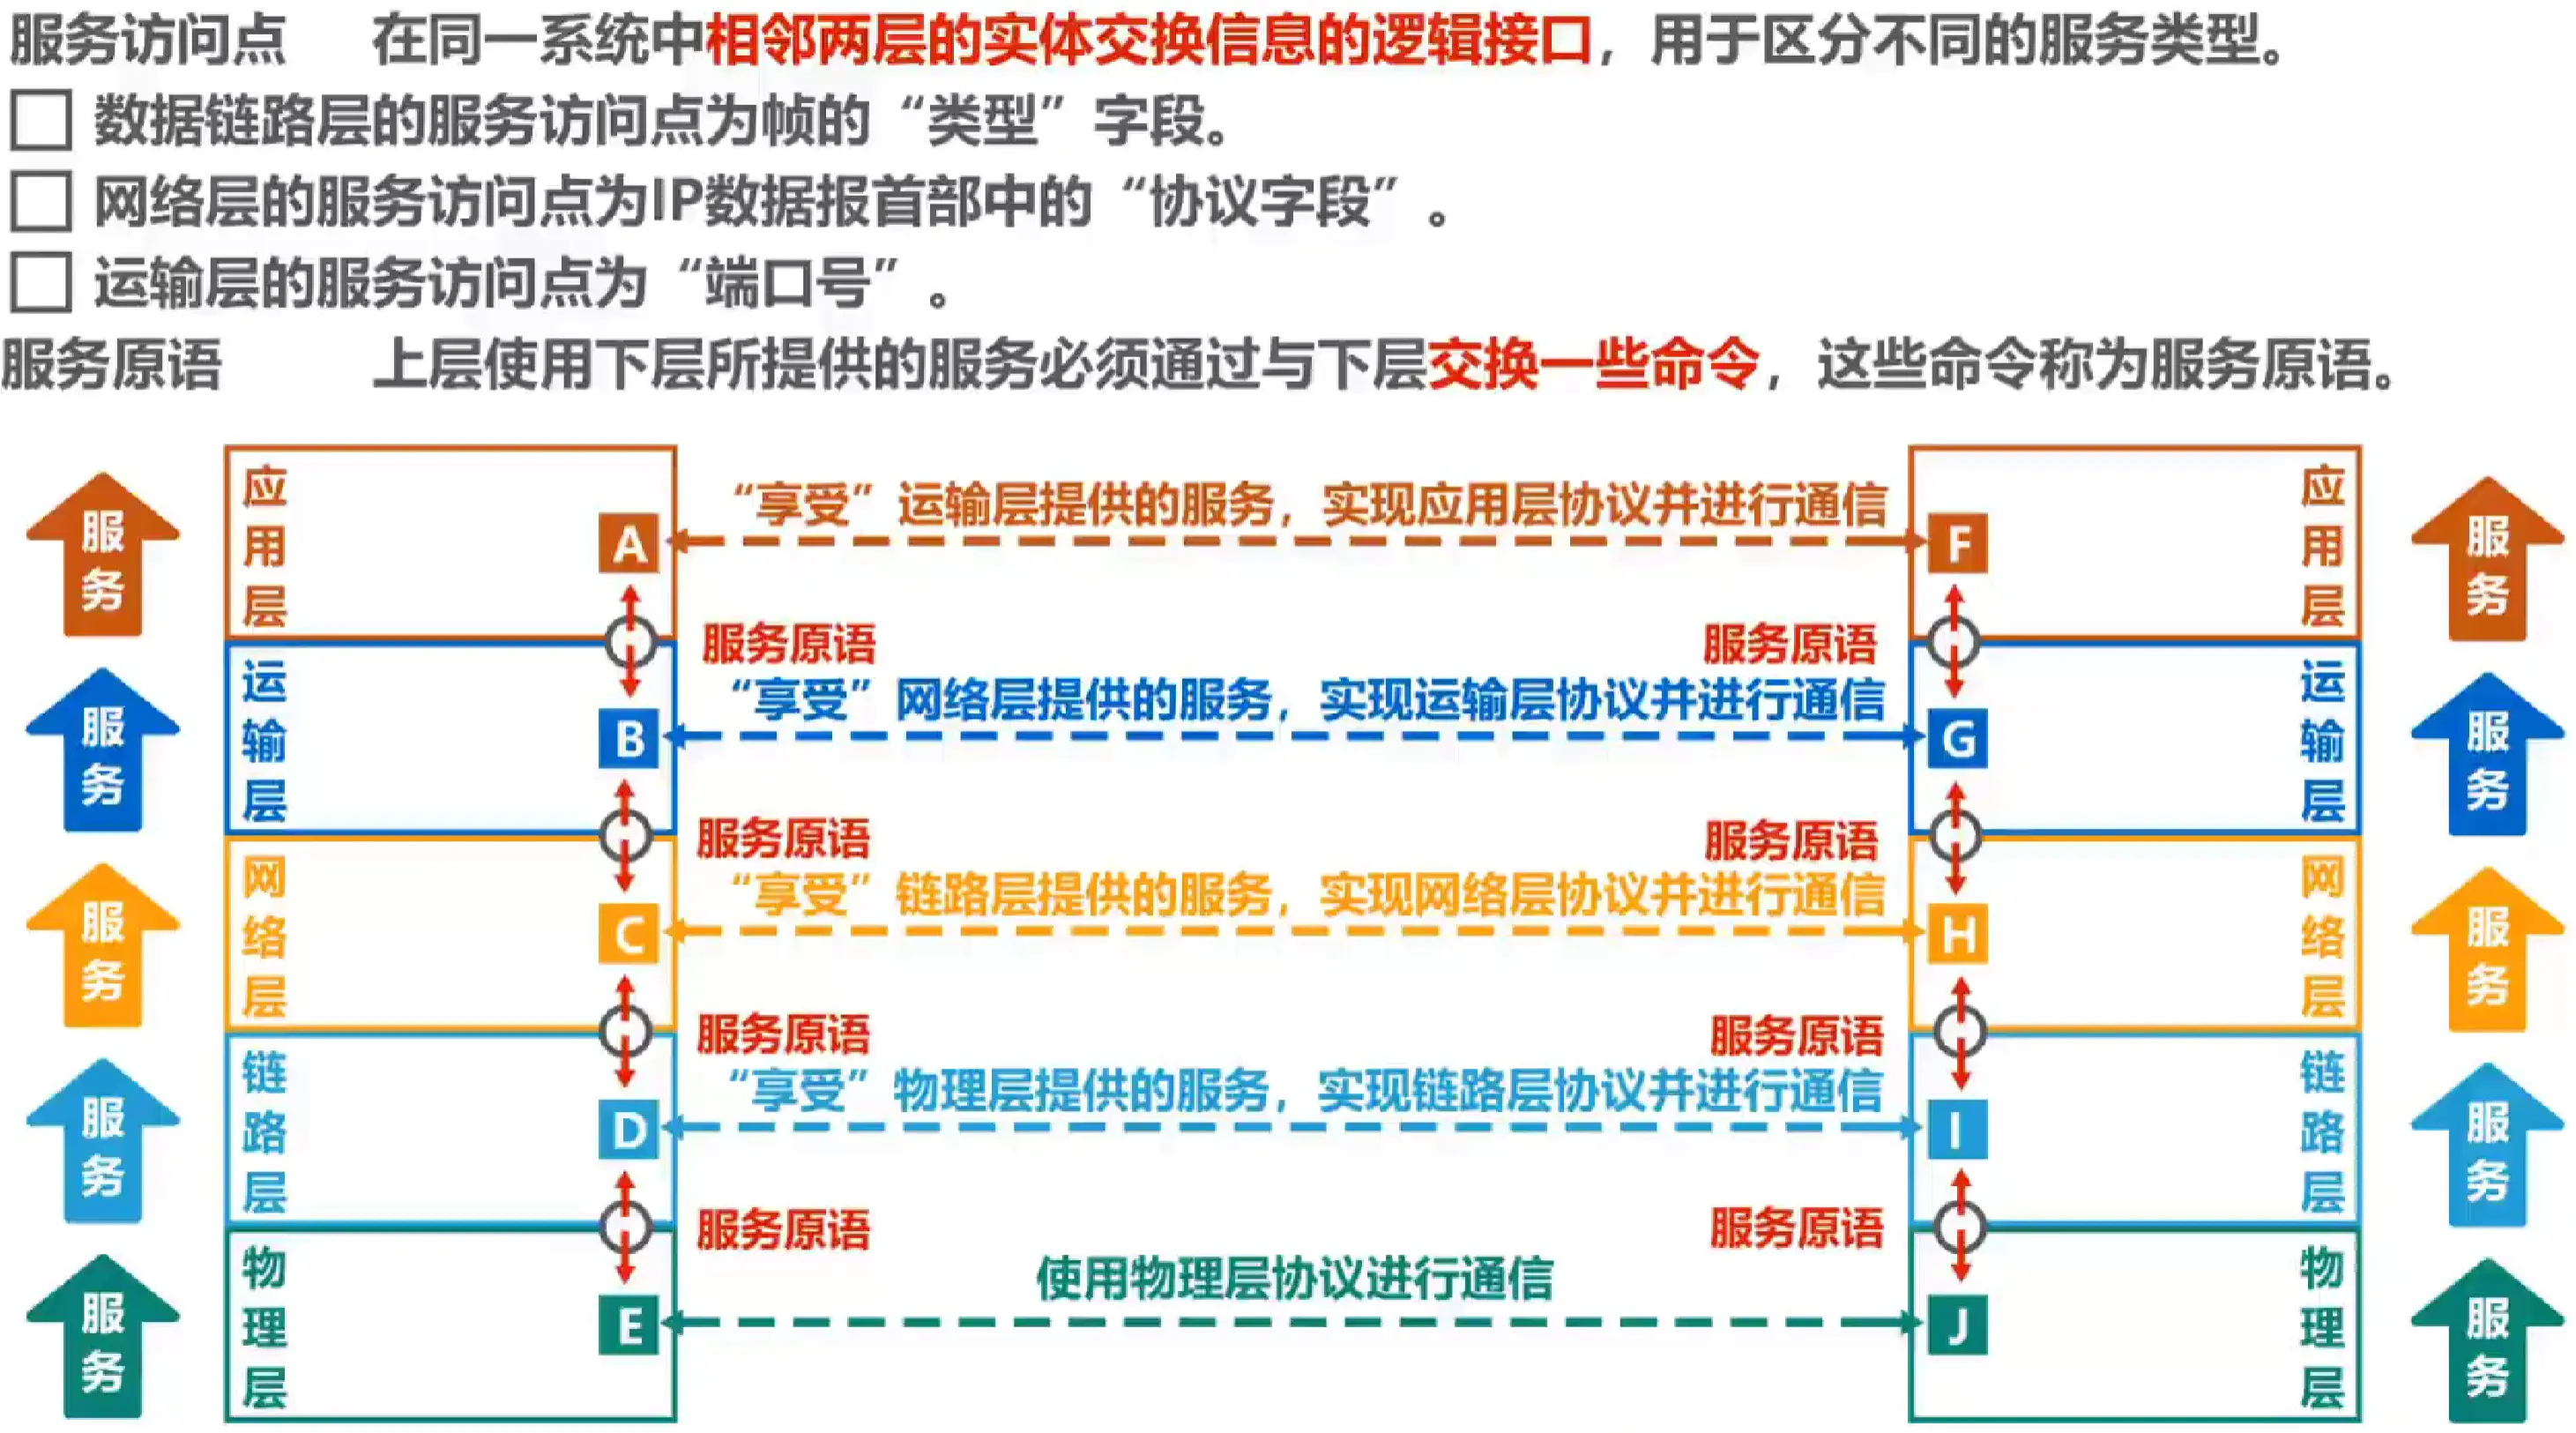 服务访问点 在同一系统中相邻两层的实体交换信息的逻辑接口，用于区分不同的服务类型。
数据链路层的服务访问点为帧的“类型”字段。
网络层的服务访问点为IP数据报首部中的“协议字段”。
运输层的服务访问点为“端口号”。
服务原语 上层使用下层所提供的服务必须通过与下层交换一些命令，这些命令称为服务原语。
服务
应用层
A
“享受”运输层提供的服务，实现应用层协议并进行通信
F
应用层
服务
服务原语
服务原语
服务
运输层
B
“享受”网络层提供的服务，实现运输层协议并进行通信
G
运输层
服务
服务原语
服务原语
服务
网络层
C
“享受”链路层提供的服务，实现网络层协议并进行通信
H
网络层
服务
服务原语
服务原语
服务
链路层
D
“享受”物理层提供的服务，实现链路层协议并进行通信
I
链路层
服务
服务原语
服务原语
服务
物理层
E
使用物理层协议进行通信
J
物理层
服务